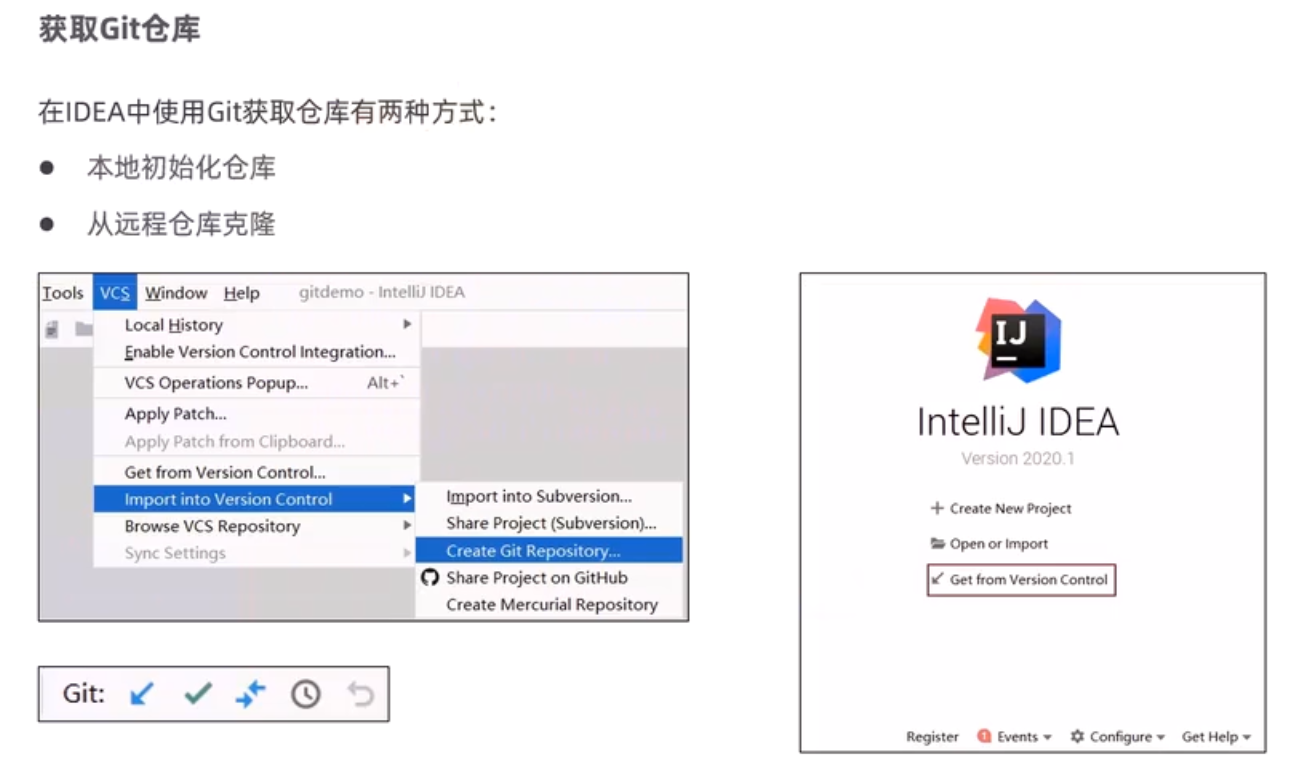 获取Git仓库
在IDEA中使用Git获取仓库有两种方式：
● 本地初始化仓库
● 从远程仓库克隆
Tools VCS Window Help gitdemo - IntelliJ IDEA
Local History
Enable Version Control Integration...
VCS Operations Popup... Alt+`
Apply Patch...
Apply Patch from Clipboard...
Get from Version Control...
Import into Version Control
Browse VCS Repository
Sync Settings
Import into Subversion...
Share Project (Subversion)...
Create Git Repository...
Share Project on GitHub
Create Mercurial Repository
Git:
IJ
IntelliJ IDEA
Version 2020.1
Create New Project
Open or Import
Get from Version Control
Register 1 Events Configure Get Help